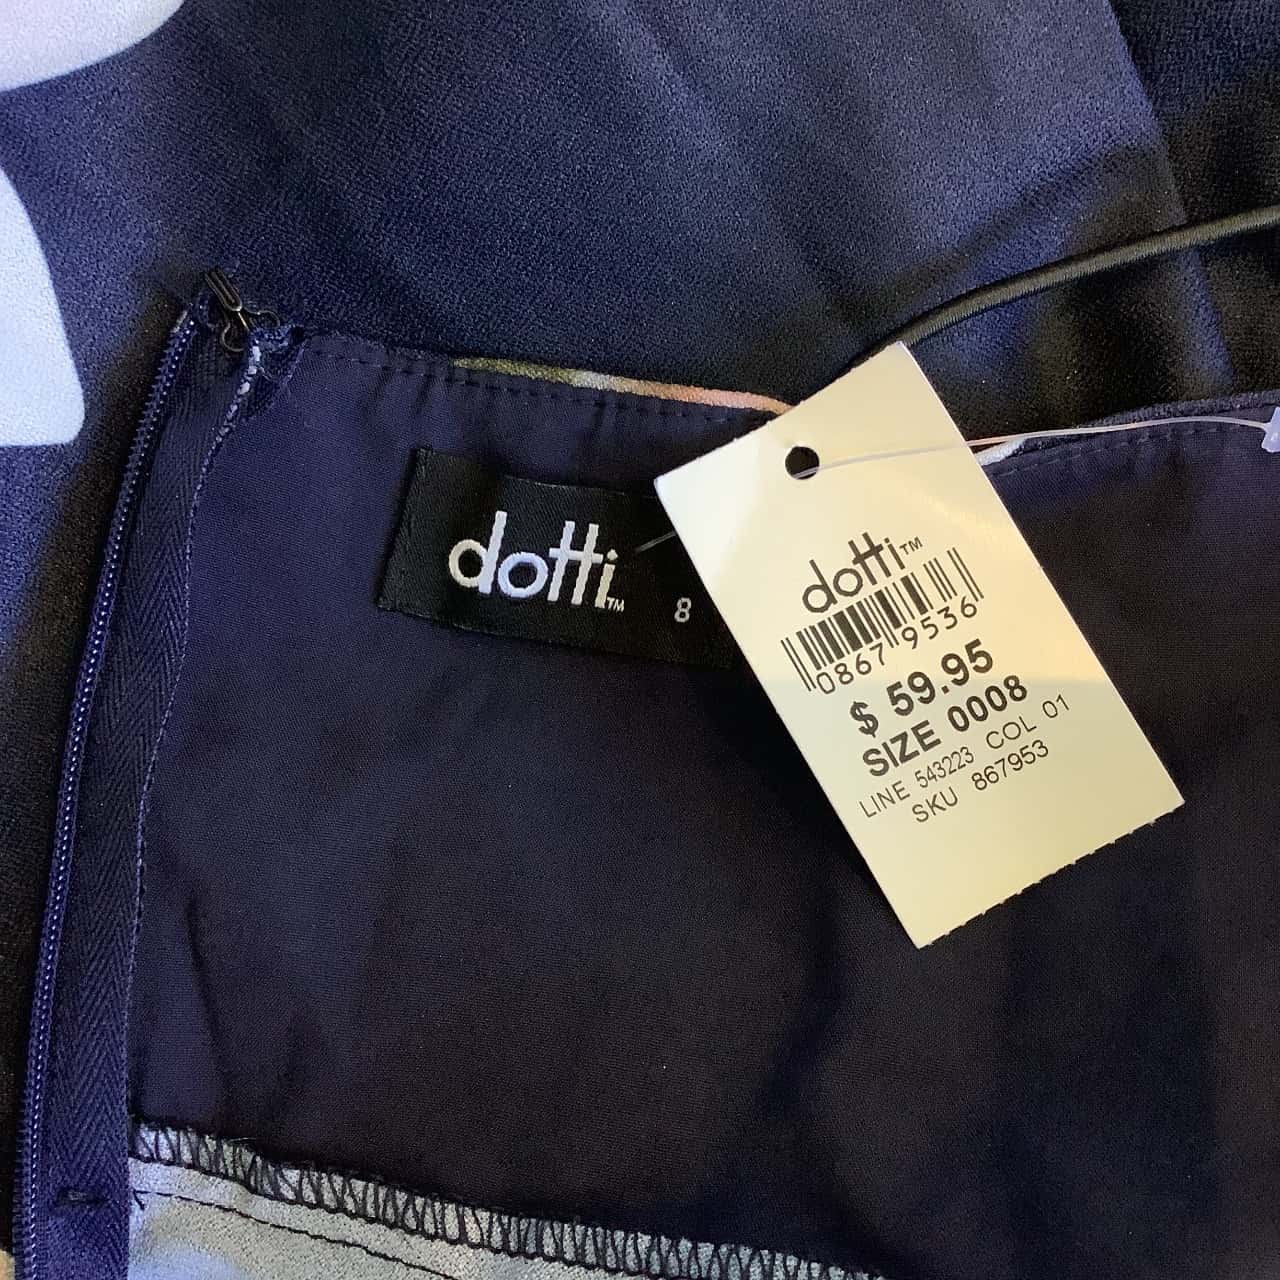 dotti™
8
dotti™
0867 9536
$ 59.95
SIZE 0008
LINE 543223 COL 01
SKU 867953